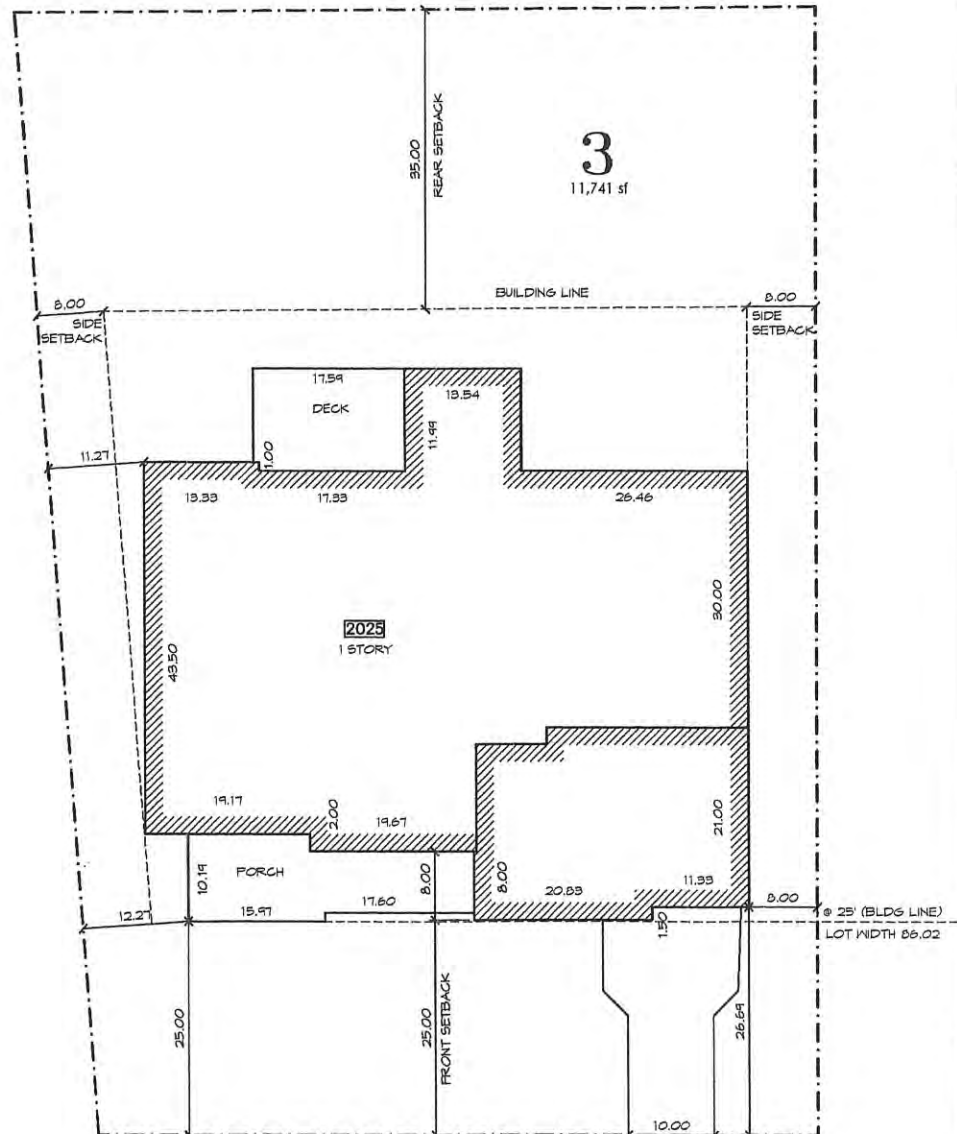 35.00
REAR SETBACK
3
11,741 sf
8.00
SIDE
SETBACK
BUILDING LINE
8.00
SIDE
SETBACK
17.59
DECK
13.54
11.99
1.00
11.27
13.33
17.33
26.46
2025
1 STORY
30.00
43.50
19.17
2.00
19.67
21.00
10.19
PORCH
8.00
8.00
20.83
11.33
12.27
15.97
17.60
1.50
8.00
@ 25' (BLDG LINE)
LOT WIDTH 86.02
25.00
25.00
FRONT SETBACK
26.69
10.00